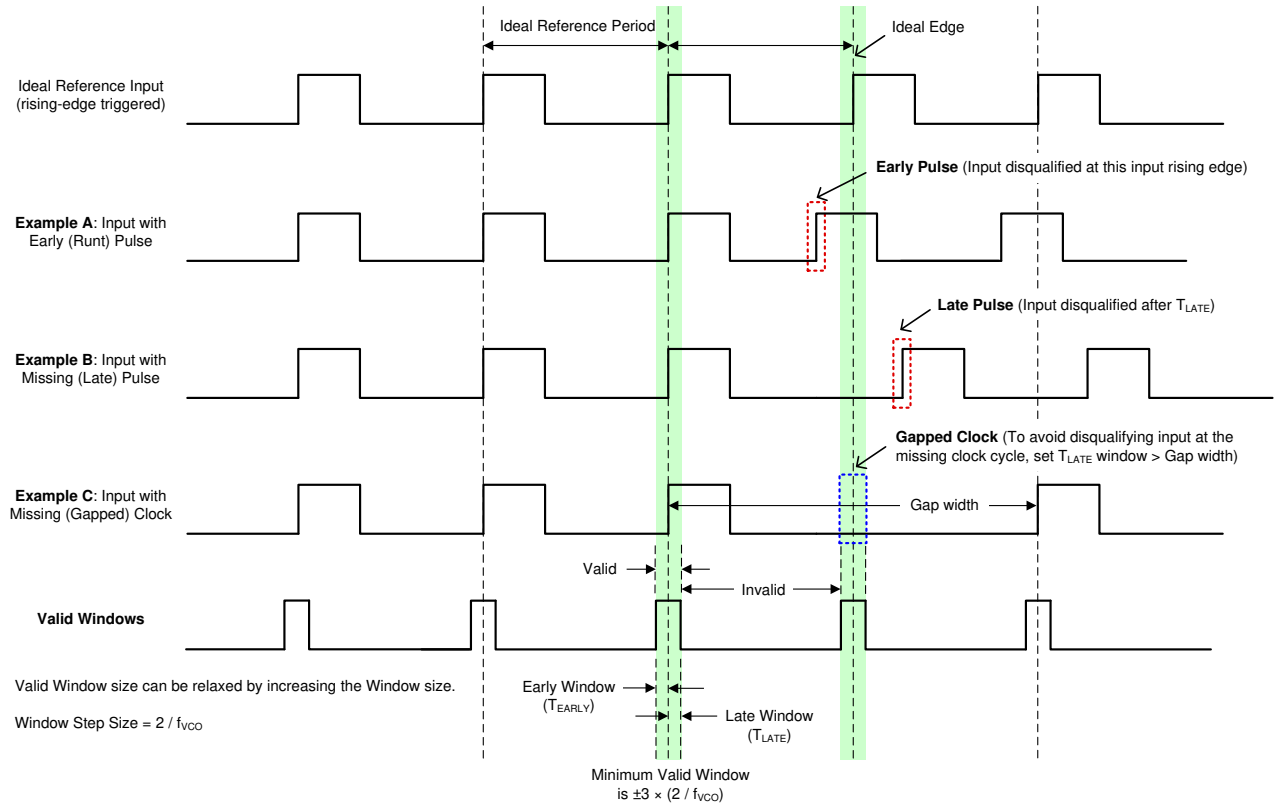 Ideal Reference Period
Ideal Edge
Ideal Reference Input
(rising-edge triggered)
Early Pulse (Input disqualified at this input rising edge)
Example A: Input with
Early (Runt) Pulse
Late Pulse (Input disqualified after TLATE)
Example B: Input with
Missing (Late) Pulse
Gapped Clock (To avoid disqualifying input at the
missing clock cycle, set TLATE window > Gap width)
Example C: Input with
Missing (Gapped) Clock
Gap width
Valid
Invalid
Valid Windows
Valid Window size can be relaxed by increasing the Window size.
Early Window
(TEARLY)
Window Step Size = 2 / fVCO
Late Window
(TLATE)
Minimum Valid Window
is ±3 × (2 / fVCO)